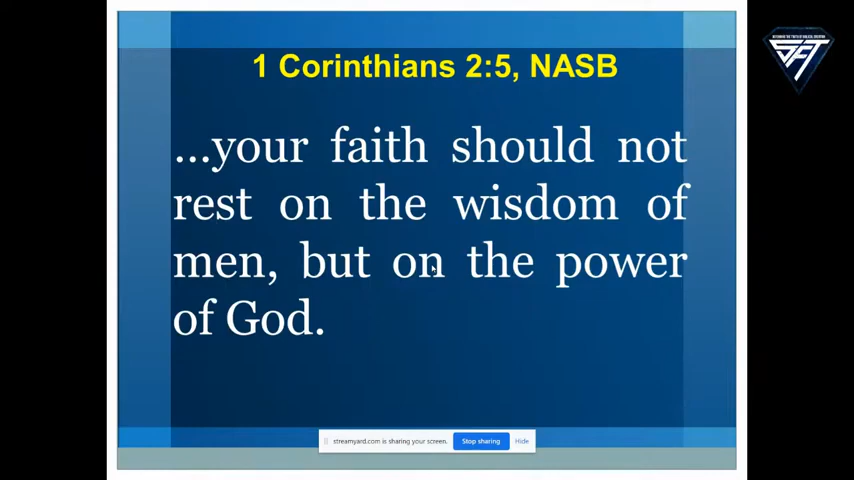 1 Corinthians 2:5, NASB
...your faith should not
rest on the wisdom of
men, but on the power
of God.
streamyard.com is sharing your screen.
Stop sharing
Hide
SFT